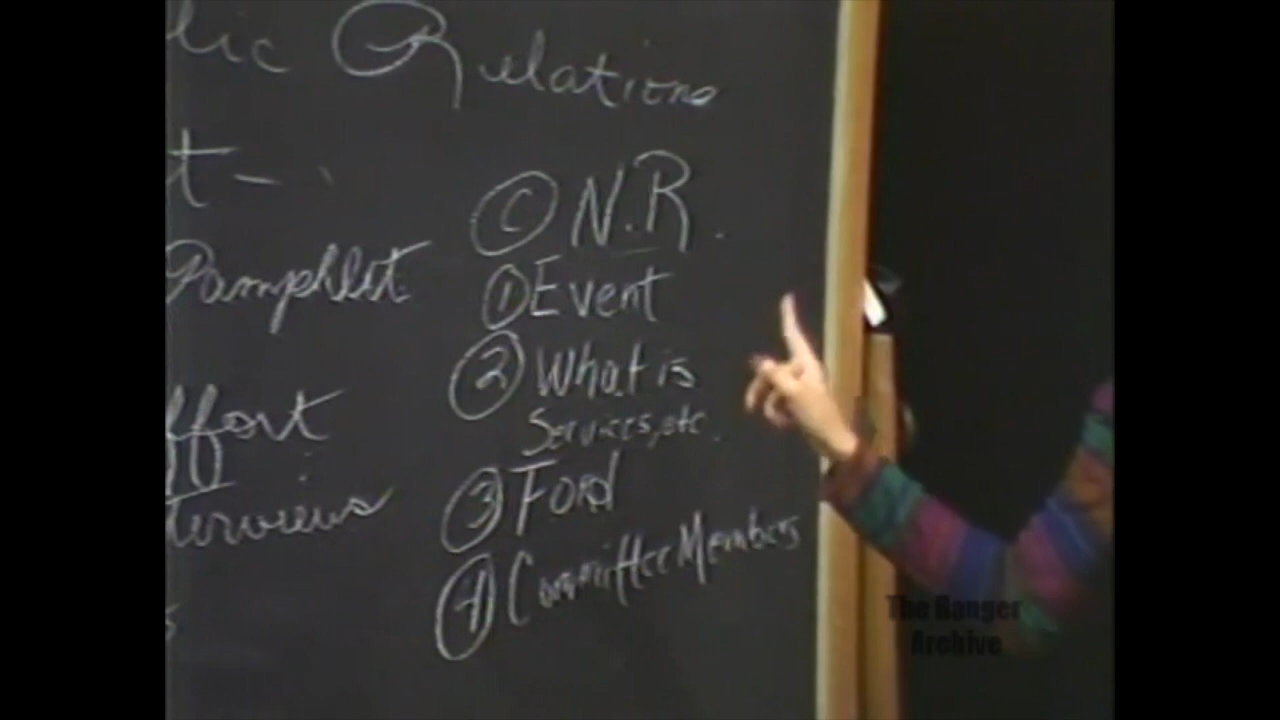 lic Relations
t-
Pamphlet
ffort
terviews
s
Ⓒ N.R.
① Event
② What is
Services, etc.
③ Ford
④ Committee Members
The Ranger
Archive